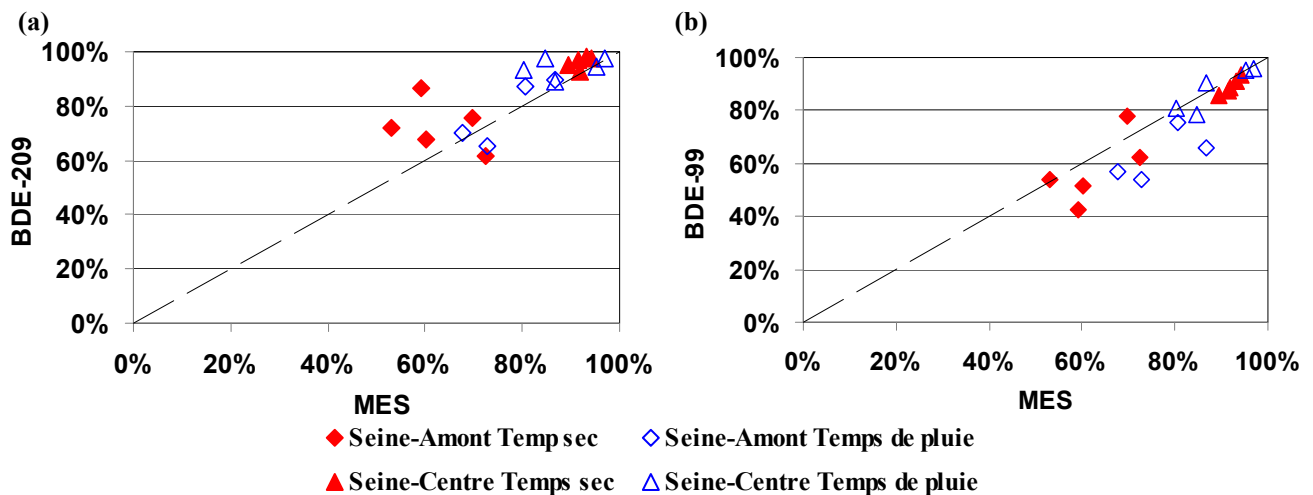 (a)
(b)
BDE-209
100%
80%
60%
40%
20%
0%
0% 20% 40% 60% 80% 100%
MES
BDE-99
100%
80%
60%
40%
20%
0%
0% 20% 40% 60% 80% 100%
MES
Seine-Amont Temp sec
Seine-Amont Temps de pluie
Seine-Centre Temps sec
Seine-Centre Temps de pluie